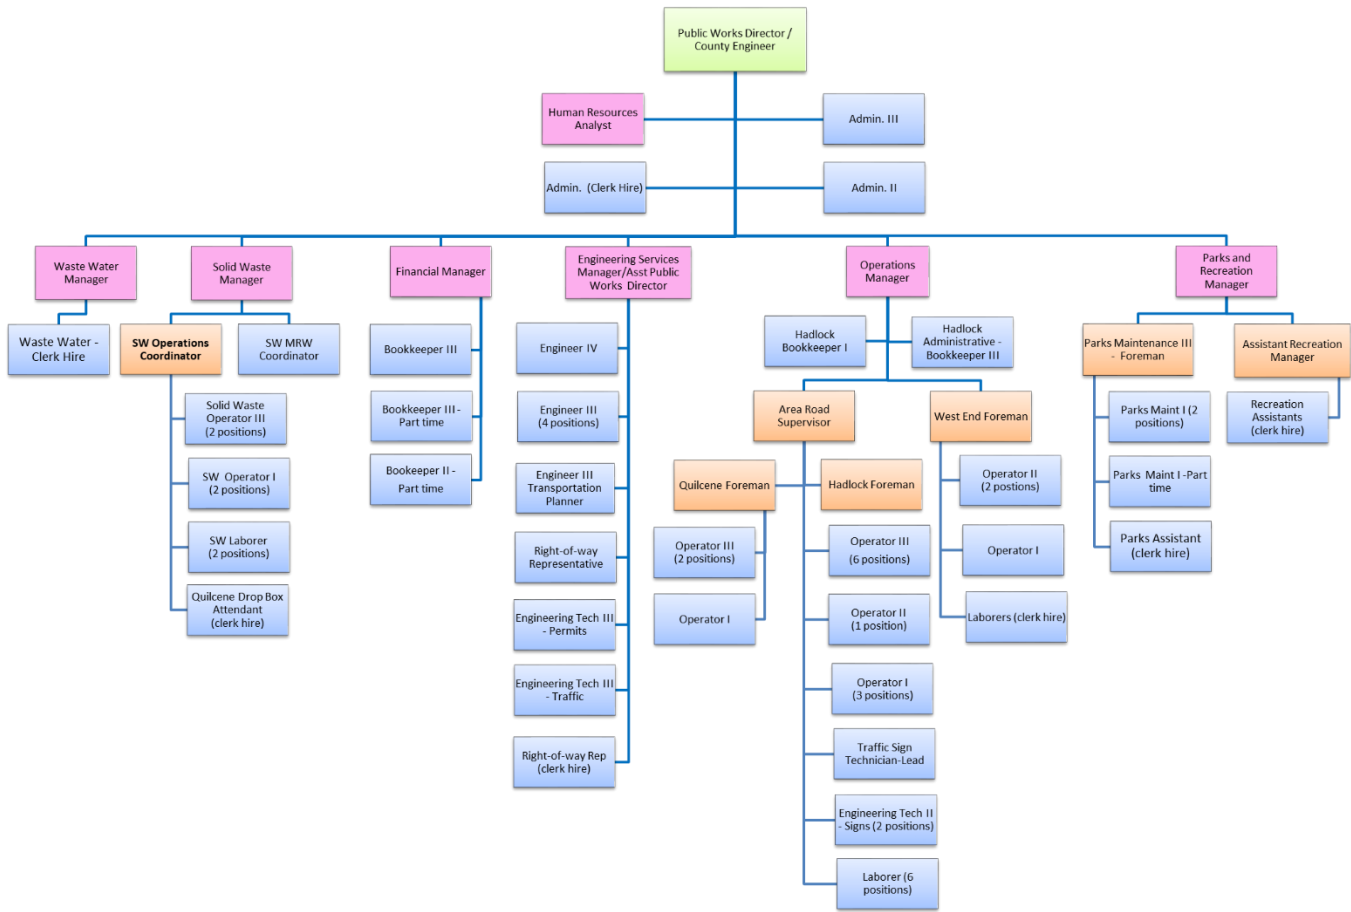 Public Works Director /
County Engineer
Human Resources
Analyst
Admin. III
Admin.  (Clerk Hire)
Admin. II
Waste Water
Manager
Solid Waste
Manager
Financial Manager
Engineering Services
Manager/Asst Public
Works  Director
Operations
Manager
Parks and
Recreation
Manager
Waste Water -
Clerk Hire
SW Operations
Coordinator
SW MRW
Coordinator
Solid Waste
Operator III
(2 positions)
SW  Operator I
(2 positions)
SW Laborer
(2 positions)
Quilcene Drop Box
Attendant
(clerk hire)
Bookkeeper III
Bookkeeper III -
Part time
Bookkeeper II -
Part time
Engineer IV
Engineer III
(4 positions)
Engineer III
Transportation
Planner
Right-of-way
Representative
Engineering Tech III
- Permits
Engineering Tech III
- Traffic
Right-of-way Rep
(clerk hire)
Hadlock
Bookkeeper I
Hadlock
Administrative -
Bookkeeper III
Area Road
Supervisor
West End Foreman
Quilcene Foreman
Hadlock Foreman
Operator III
(2 positions)
Operator I
Operator III
(6 positions)
Operator II
(1 position)
Operator I
(3 positions)
Traffic Sign
Technician-Lead
Engineering Tech II
- Signs (2 positions)
Laborer (6
positions)
Operator II
(2 postions)
Operator I
Laborers (clerk hire)
Parks Maintenance III
-  Foreman
Assistant Recreation
Manager
Parks Maint I (2
positions)
Parks  Maint I -Part
time
Parks Assistant
(clerk hire)
Recreation
Assistants
(clerk hire)